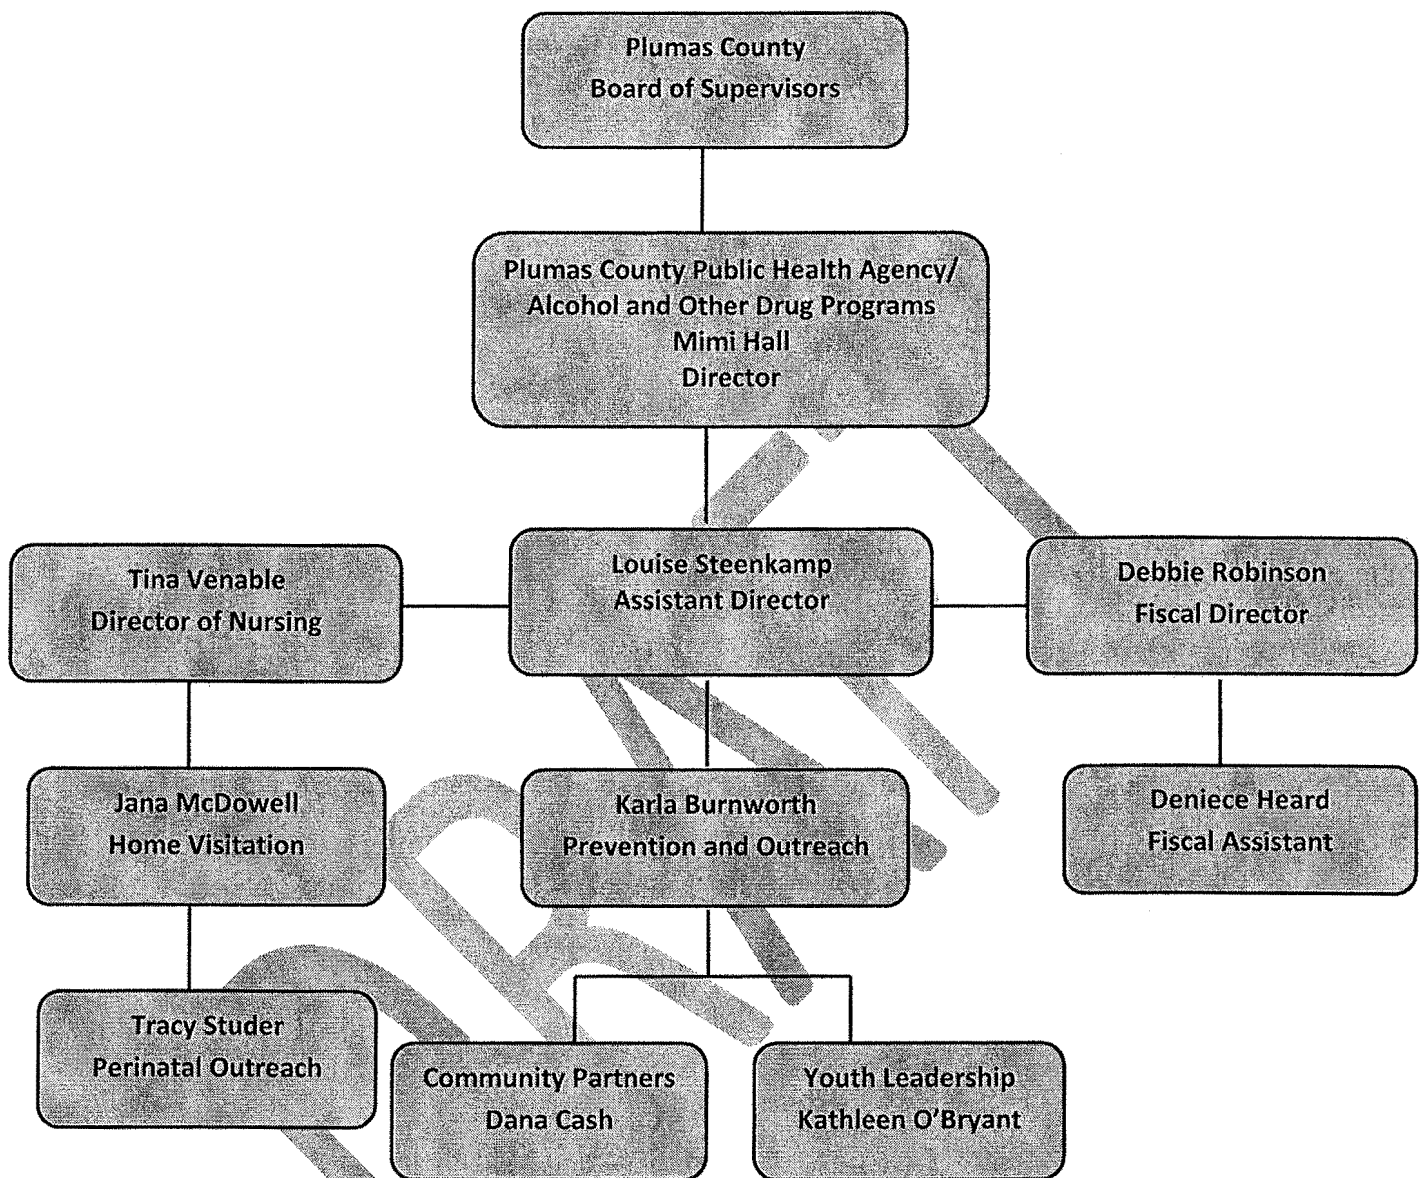 Plumas County
Board of Supervisors
Plumas County Public Health Agency/
Alcohol and Other Drug Programs
Mimi Hall
Director
Tina Venable
Director of Nursing
Louise Steenkamp
Assistant Director
Debbie Robinson
Fiscal Director
Jana McDowell
Home Visitation
Karla Burnworth
Prevention and Outreach
Deniece Heard
Fiscal Assistant
Tracy Studer
Perinatal Outreach
Community Partners
Dana Cash
Youth Leadership
Kathleen O'Bryant